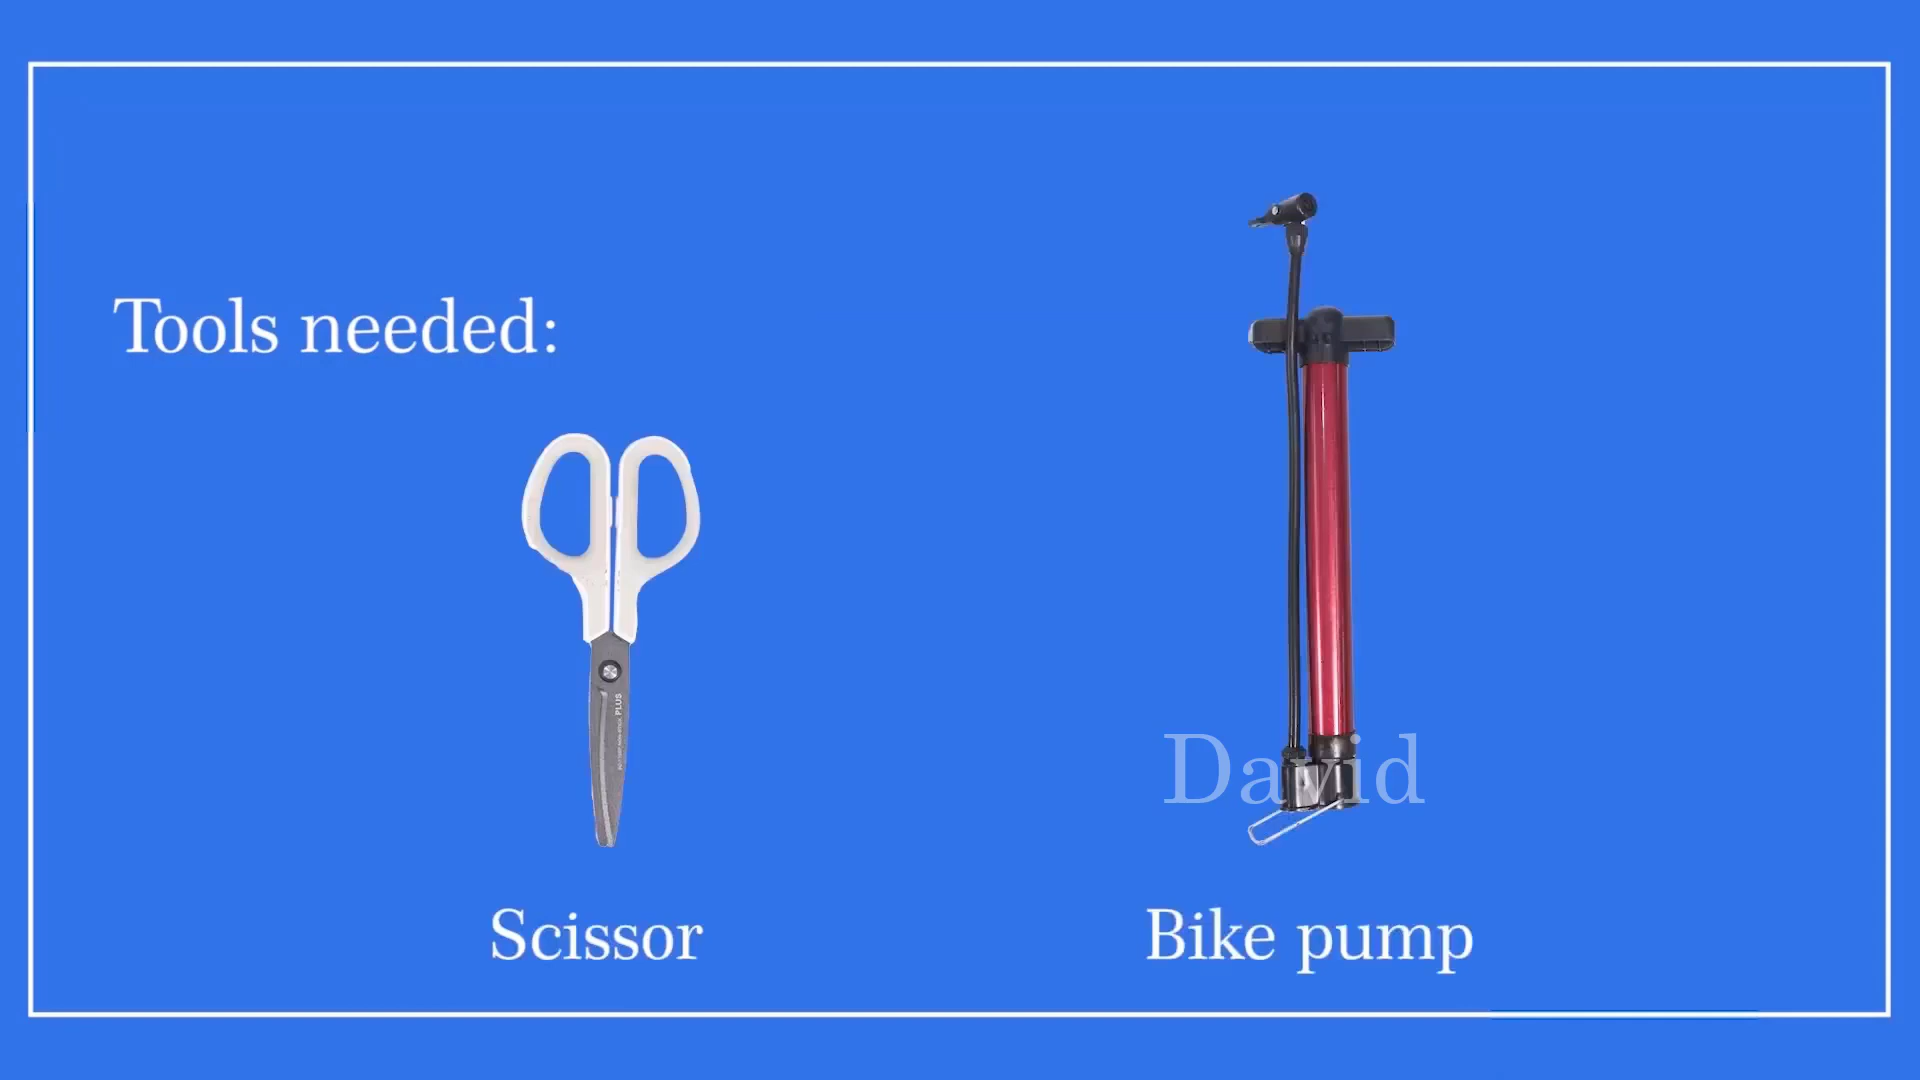 Tools needed:
PLUS
David
Scissor
Bike pump